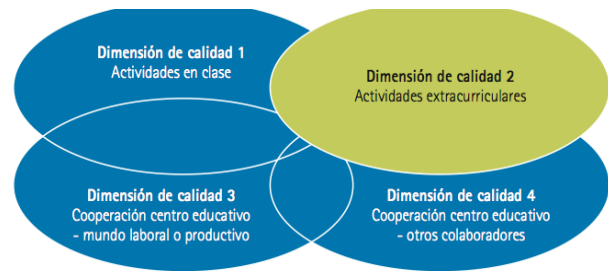 Dimensión de calidad 1
Actividades en clase
Dimensión de calidad 2
Actividades extracurriculares
Dimensión de calidad 3
Cooperación centro educativo
- mundo laboral o productivo
Dimensión de calidad 4
Cooperación centro educativo
- otros colaboradores